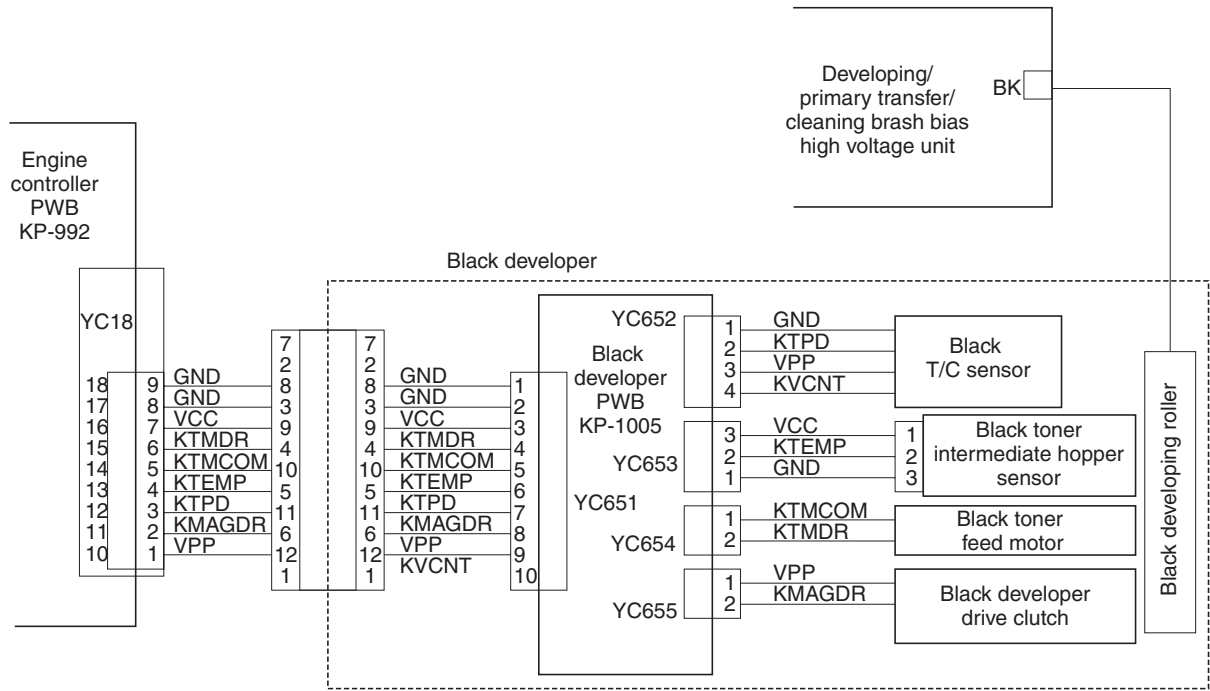 Developing/
primary transfer/
cleaning brash bias
high voltage unit
BK
Engine
controller
PWB
KP-992
YC18
18 9 GND 8
17 8 GND 3
16 7 VCC 9
15 6 KTMDR 4
14 5 KTMCOM 10
13 4 KTEMP 5
12 3 KTPD 11
11 2 KMAGDR 6
10 1 VPP 12
7
2
1
Black developer
7
2
8 GND 1
3 GND 2
9 VCC 3
4 KTMDR 4
10 KTMCOM 5
5 KTEMP 6
11 KTPD 7
6 KMAGDR 8
12 VPP 9
1 KVCNT 10
YC651
Black
developer
PWB
KP-1005
YC652
1 GND
2 KTPD
3 VPP
4 KVCNT
Black
T/C sensor
YC653
3 VCC 1
2 KTEMP 2
1 GND 3
Black toner
intermediate hopper
sensor
YC654
1 KTMCOM
2 KTMDR
Black toner
feed motor
YC655
1 VPP
2 KMAGDR
Black developer
drive clutch
Black developing roller